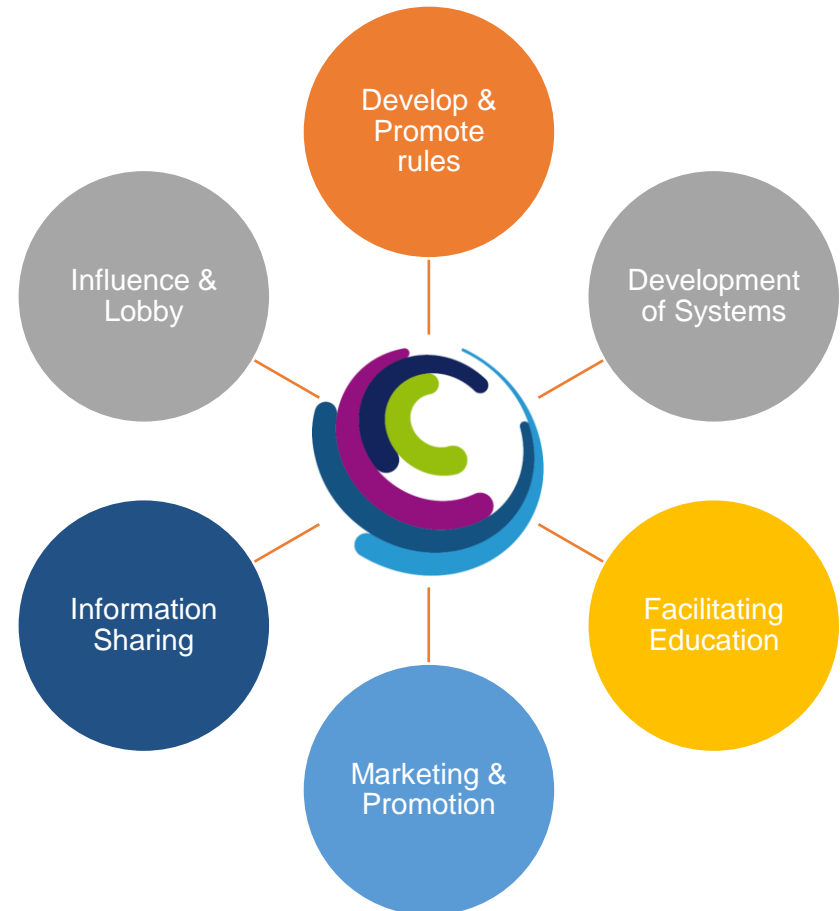 Develop &
Promote
rules
Development
of Systems
Facilitating
Education
Marketing &
Promotion
Information
Sharing
Influence &
Lobby